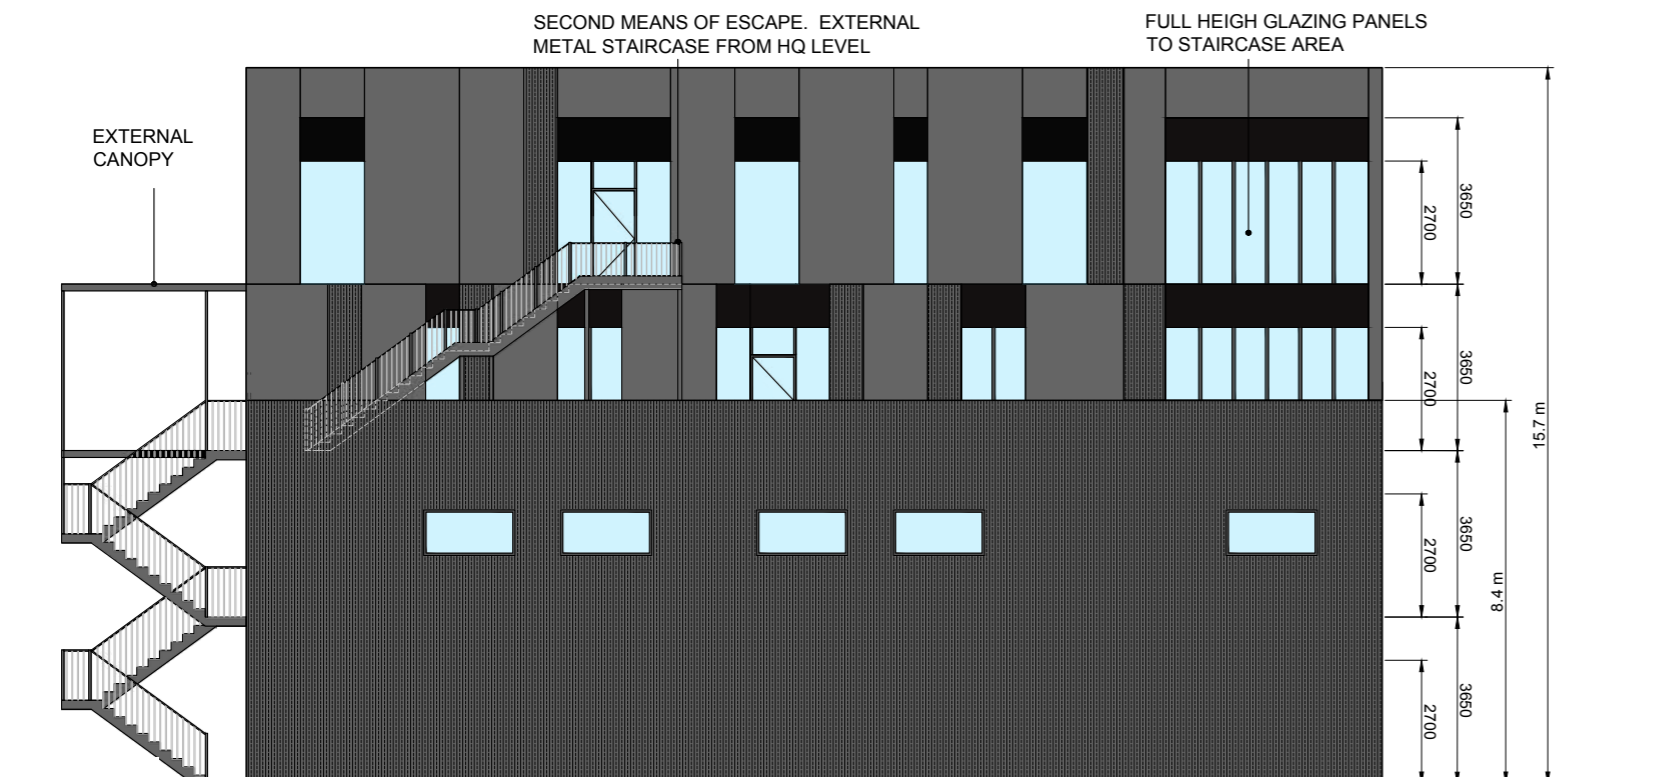 SECOND MEANS OF ESCAPE. EXTERNAL
METAL STAIRCASE FROM HQ LEVEL
FULL HEIGH GLAZING PANELS
TO STAIRCASE AREA
EXTERNAL
CANOPY
3650
2700
3650
2700
15.7 m
3650
2700
8.4 m
3650
2700